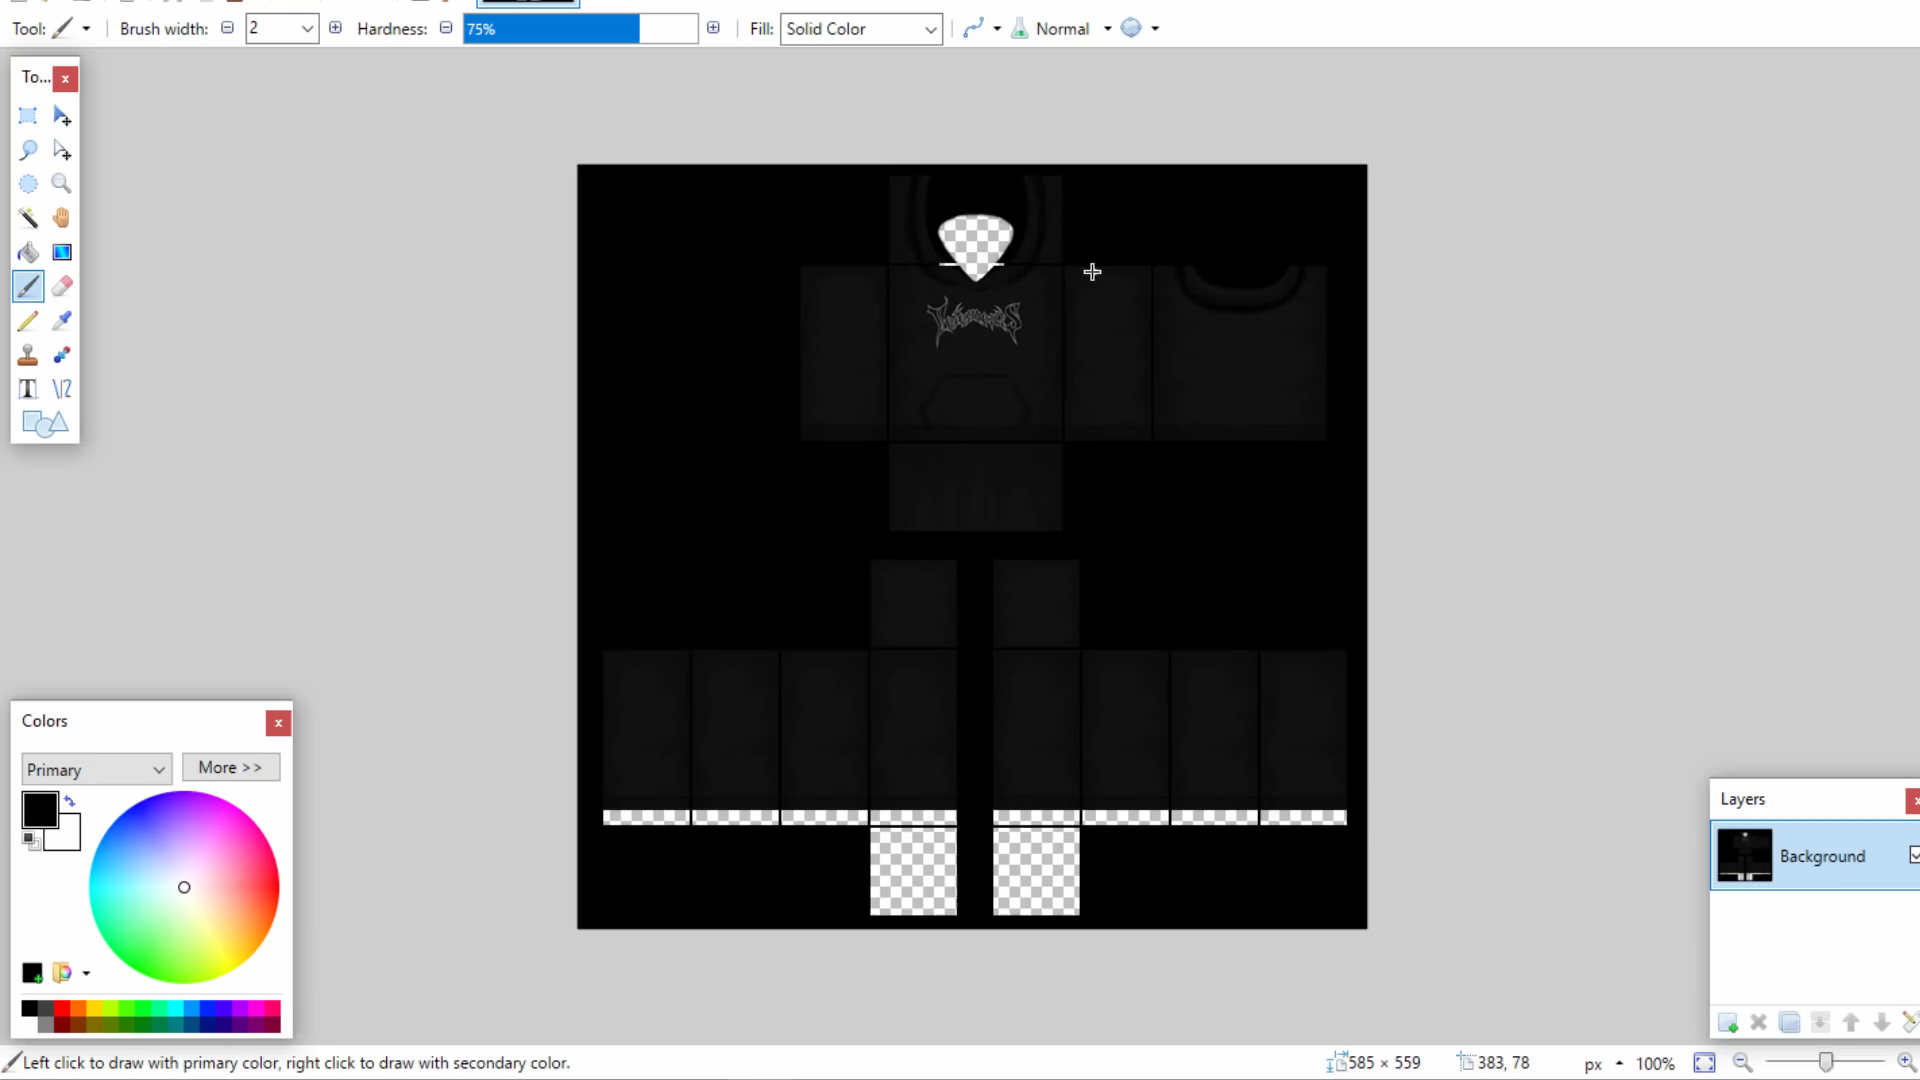 Tool:
Brush width:
2
Hardness:
75%
Fill:
Solid Color
Normal
To...
x
Colors
x
Primary
More >>
Layers
x
Background
Left click to draw with primary color, right click to draw with secondary color.
585 × 559
383, 78
px
100%